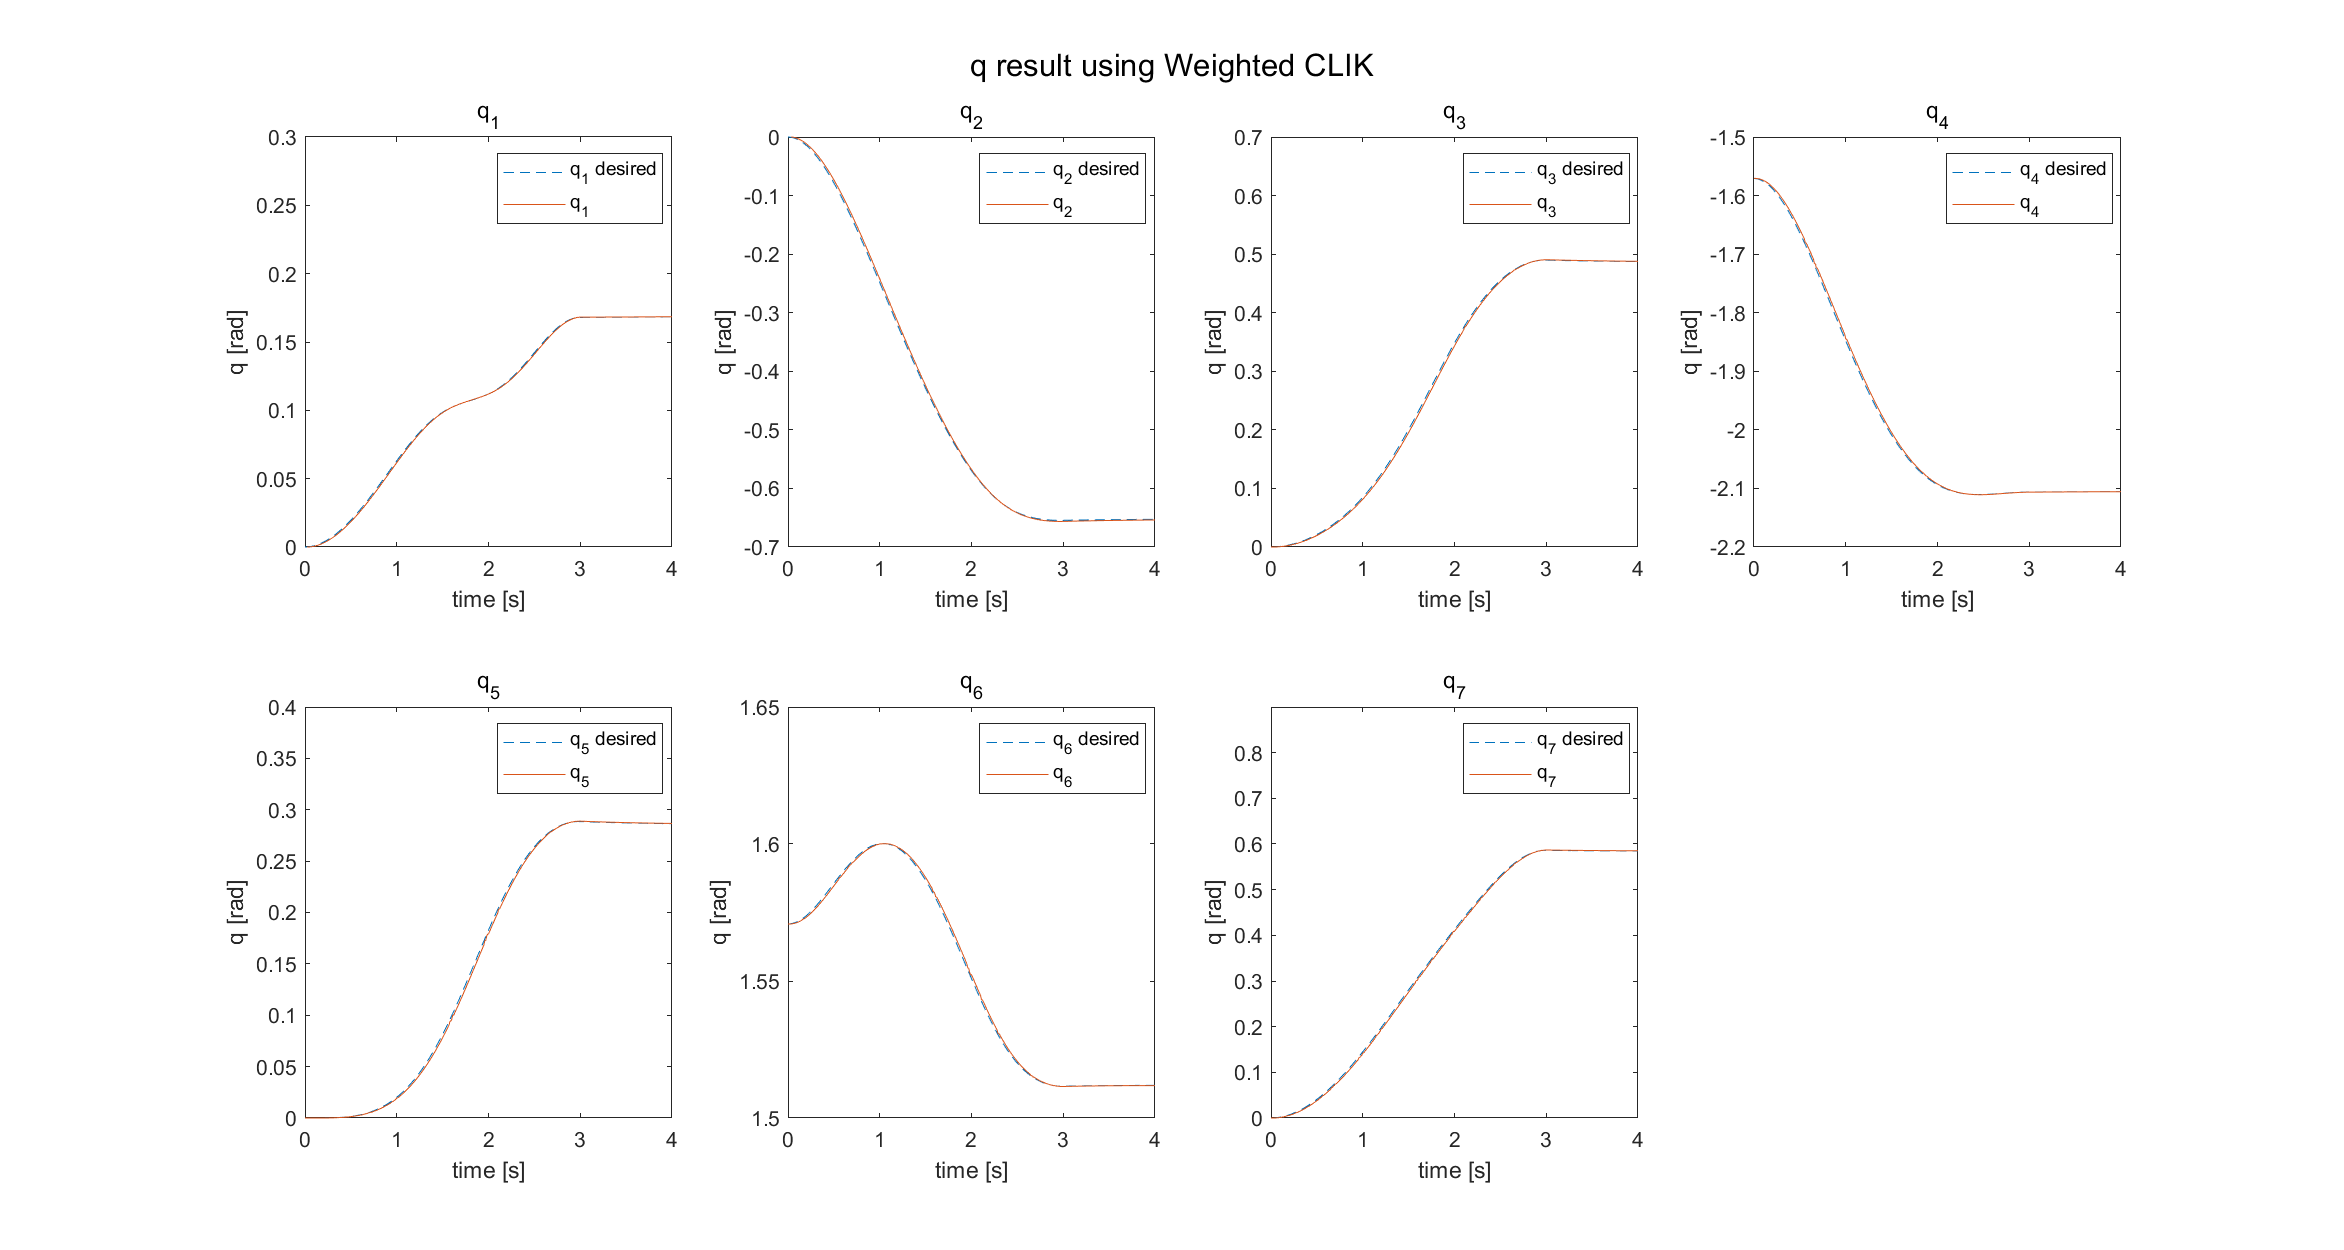 q result using Weighted CLIK
q1
0.3
0.25
0.2
0.15
0.1
0.05
0
q [rad]
q1 desired
q1
0 1 2 3 4
time [s]
q2
0
-0.1
-0.2
-0.3
-0.4
-0.5
-0.6
-0.7
q [rad]
q2 desired
q2
0 1 2 3 4
time [s]
q3
0.7
0.6
0.5
0.4
0.3
0.2
0.1
0
q [rad]
q3 desired
q3
0 1 2 3 4
time [s]
q4
-1.5
-1.6
-1.7
-1.8
-1.9
-2
-2.1
-2.2
q [rad]
q4 desired
q4
0 1 2 3 4
time [s]
q5
0.4
0.35
0.3
0.25
0.2
0.15
0.1
0.05
0
q [rad]
q5 desired
q5
0 1 2 3 4
time [s]
q6
1.65
1.6
1.55
1.5
q [rad]
q6 desired
q6
0 1 2 3 4
time [s]
q7
0.8
0.7
0.6
0.5
0.4
0.3
0.2
0.1
0
q [rad]
q7 desired
q7
0 1 2 3 4
time [s]